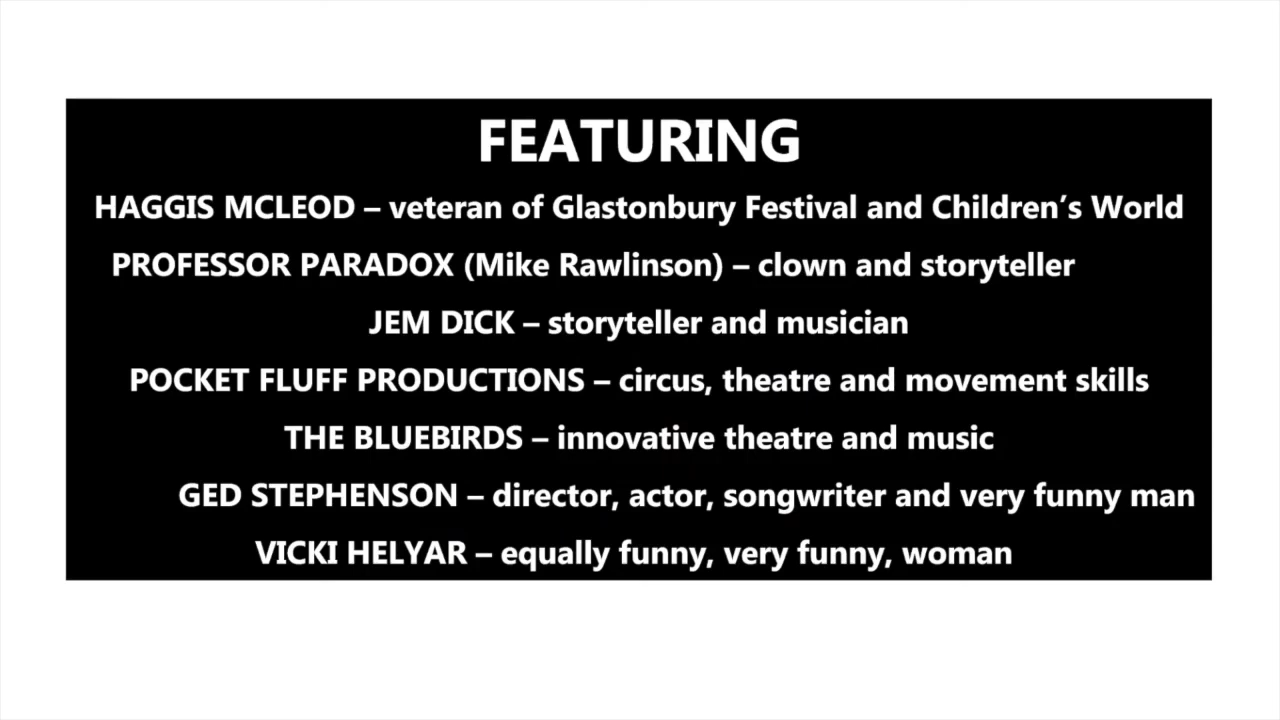 FEATURING
HAGGIS MCLEOD – veteran of Glastonbury Festival and Children’s World
PROFESSOR PARADOX (Mike Rawlinson) – clown and storyteller
JEM DICK – storyteller and musician
POCKET FLUFF PRODUCTIONS – circus, theatre and movement skills
THE BLUEBIRDS – innovative theatre and music
GED STEPHENSON – director, actor, songwriter and very funny man
VICKI HELYAR – equally funny, very funny, woman